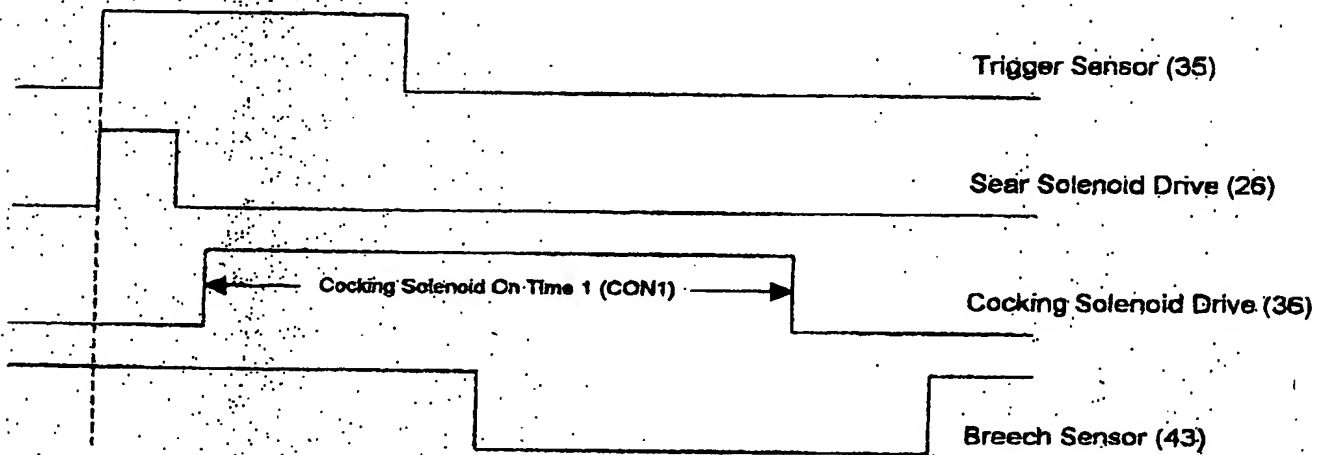 Trigger Sensor (35)
Sear Solenoid Drive (26)
Cocking Solenoid On Time 1 (CON1)
Cocking Solenoid Drive (36)
Breech Sensor (43)